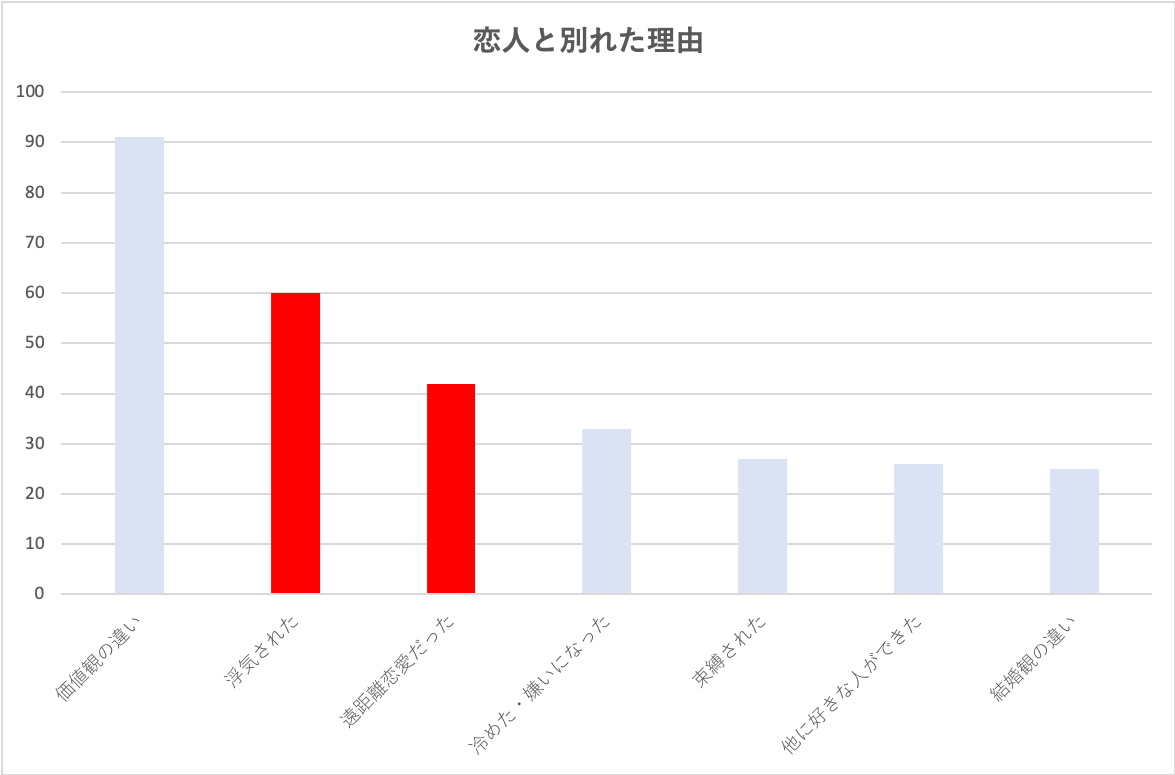 恋人と別れた理由
100
90
80
70
60
50
40
30
20
10
0
価値観の違い
浮気された
遠距離恋愛だった
冷めた・嫌いになった
束縛された
他に好きな人ができた
結婚観の違い